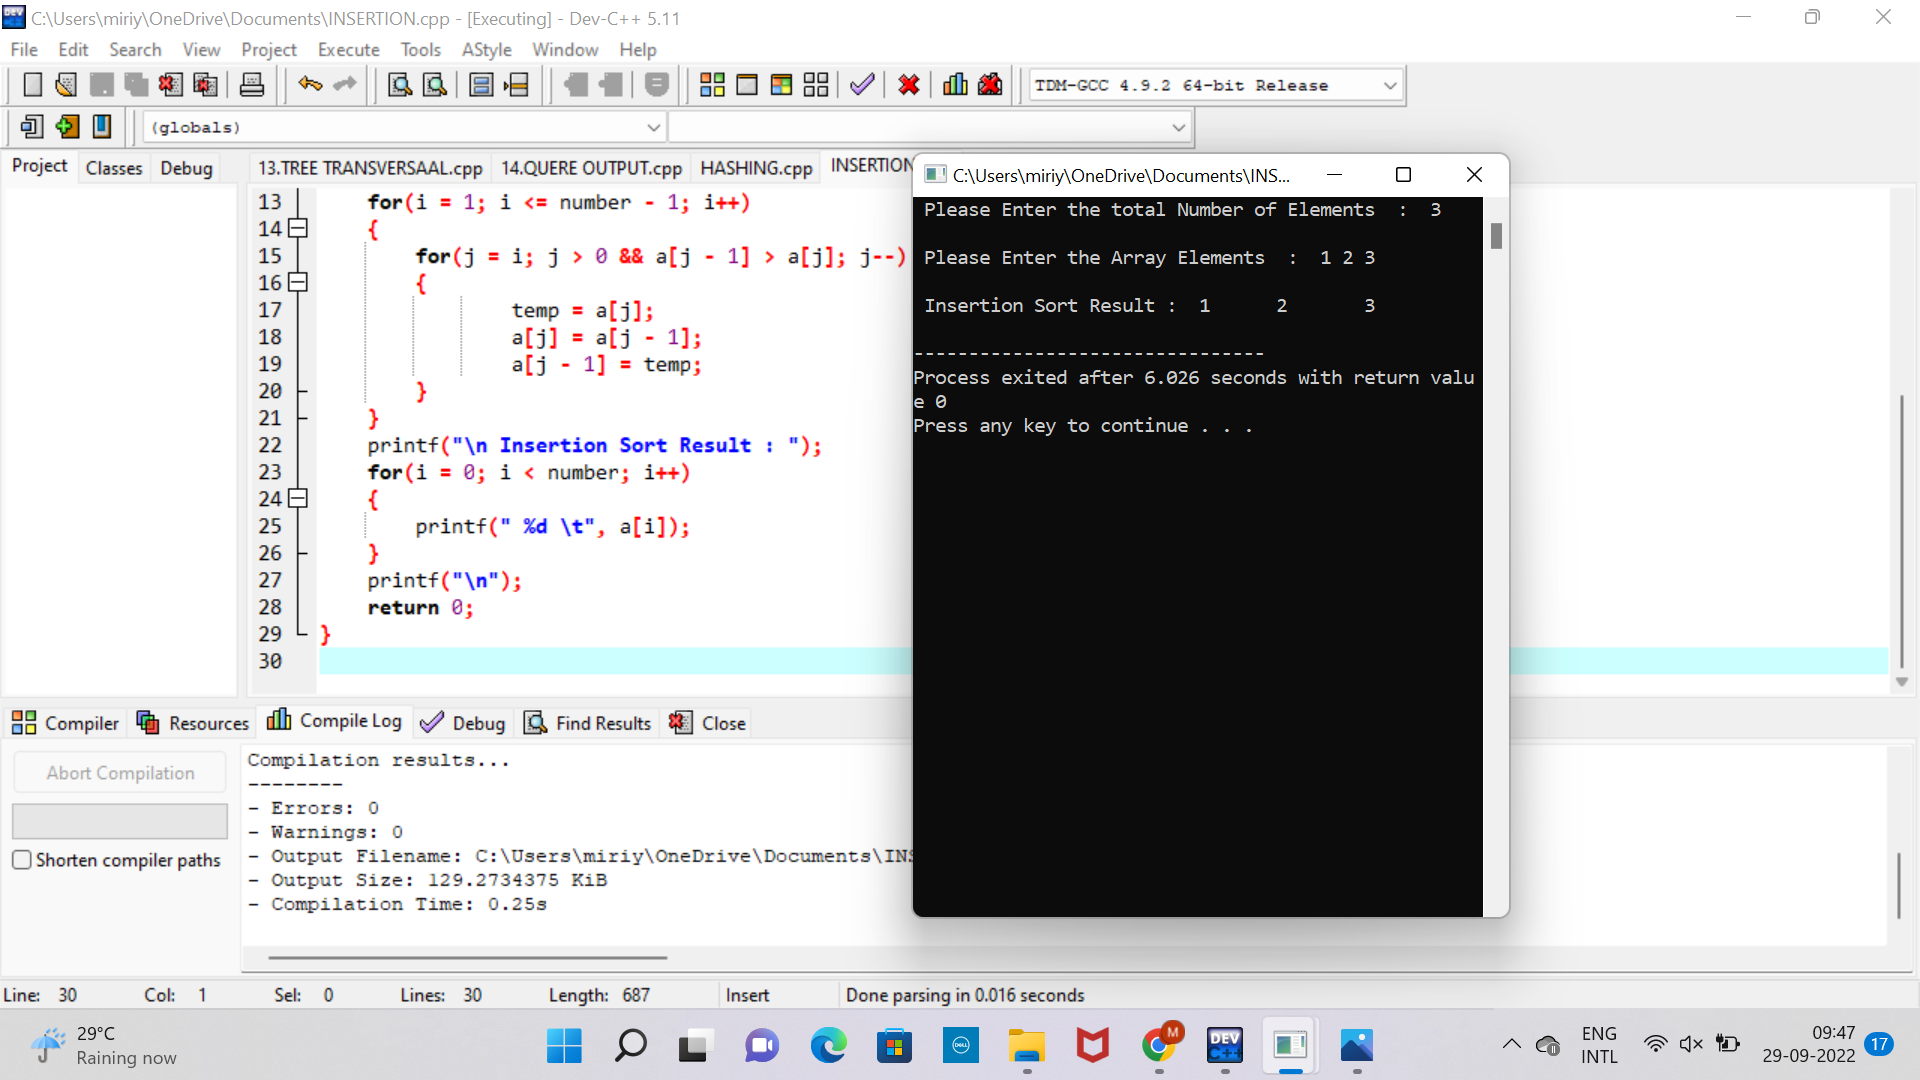 C:\Users\miriy\OneDrive\Documents\INSERTION.cpp - [Executing] - Dev-C++ 5.11
File Edit Search View Project Execute Tools AStyle Window Help
TDM-GCC 4.9.2 64-bit Release
(globals)
Project Classes Debug
13.TREE TRANSVERSAAL.cpp 14.QUERE OUTPUT.cpp HASHING.cpp INSERTION
13 for(i = 1; i <= number - 1; i++)
14 {
15 for(j = i; j > 0 && a[j - 1] > a[j]; j--)
16 {
17 temp = a[j];
18 a[j] = a[j - 1];
19 a[j - 1] = temp;
20 }
21 }
22 printf("\n Insertion Sort Result : ");
23 for(i = 0; i < number; i++)
24 {
25 printf(" %d \t", a[i]);
26 }
27 printf("\n");
28 return 0;
29 }
30
C:\Users\miriy\OneDrive\Documents\INS...
Please Enter the total Number of Elements : 3
Please Enter the Array Elements : 1 2 3
Insertion Sort Result : 1 2 3
--------------------------------
Process exited after 6.026 seconds with return valu
e 0
Press any key to continue . . .
Compiler Resources Compile Log Debug Find Results Close
Abort Compilation
Shorten compiler paths
Compilation results...
--------
- Errors: 0
- Warnings: 0
- Output Filename: C:\Users\miriy\OneDrive\Documents\INS
- Output Size: 129.2734375 KiB
- Compilation Time: 0.25s
Line: 30 Col: 1 Sel: 0 Lines: 30 Length: 687 Insert Done parsing in 0.016 seconds
29°C
Raining now
DELL
M
DEV
C++
ENG
INTL
09:47
29-09-2022
17